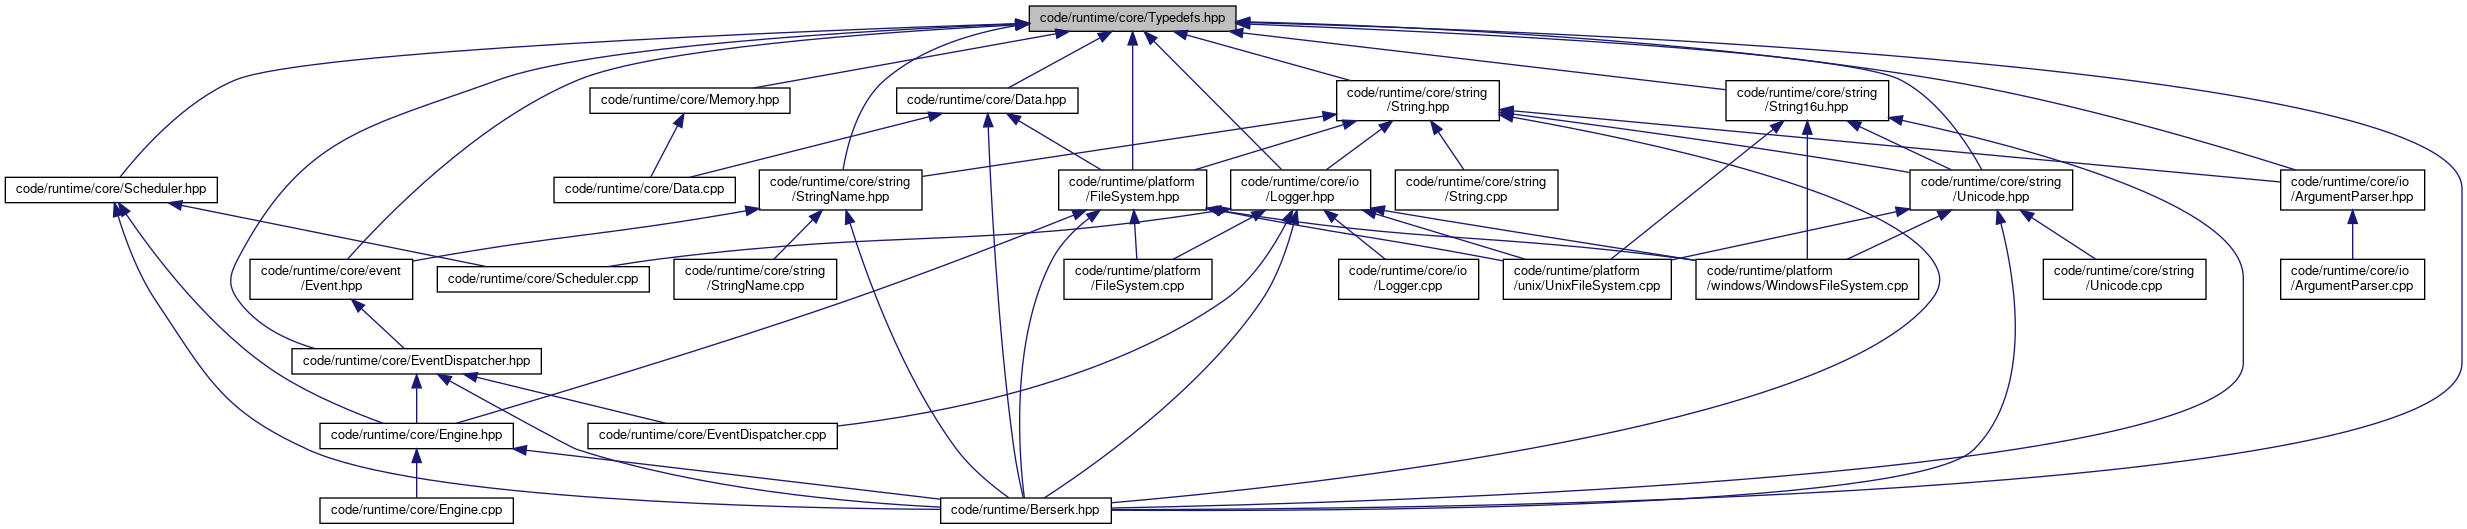 code/runtime/core/Typedefs.hpp
code/runtime/core/Memory.hpp
code/runtime/core/Data.hpp
code/runtime/core/string
/String.hpp
code/runtime/core/string
/String16u.hpp
code/runtime/core/Scheduler.hpp
code/runtime/core/Data.cpp
code/runtime/core/string
/StringName.hpp
code/runtime/platform
/FileSystem.hpp
code/runtime/core/io
/Logger.hpp
code/runtime/core/string
/String.cpp
code/runtime/core/string
/Unicode.hpp
code/runtime/core/io
/ArgumentParser.hpp
code/runtime/core/event
/Event.hpp
code/runtime/core/Scheduler.cpp
code/runtime/core/string
/StringName.cpp
code/runtime/platform
/FileSystem.cpp
code/runtime/core/io
/Logger.cpp
code/runtime/platform
/unix/UnixFileSystem.cpp
code/runtime/platform
/windows/WindowsFileSystem.cpp
code/runtime/core/string
/Unicode.cpp
code/runtime/core/io
/ArgumentParser.cpp
code/runtime/core/EventDispatcher.hpp
code/runtime/core/Engine.hpp
code/runtime/core/EventDispatcher.cpp
code/runtime/core/Engine.cpp
code/runtime/Berserk.hpp